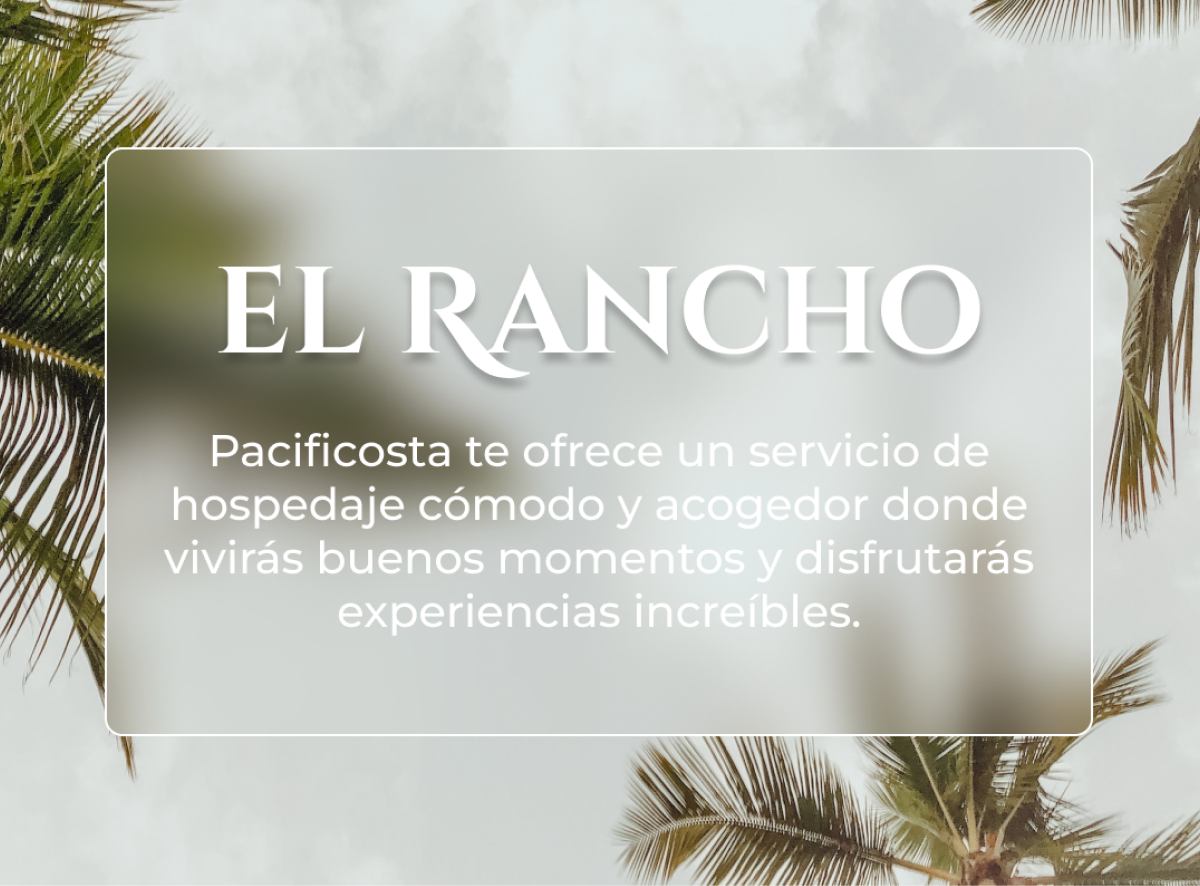 EL RANCHO
Pacificosta te ofrece un servicio de
hospedaje cómodo y acogedor donde
vivirás buenos momentos y disfrutarás
experiencias increíbles.